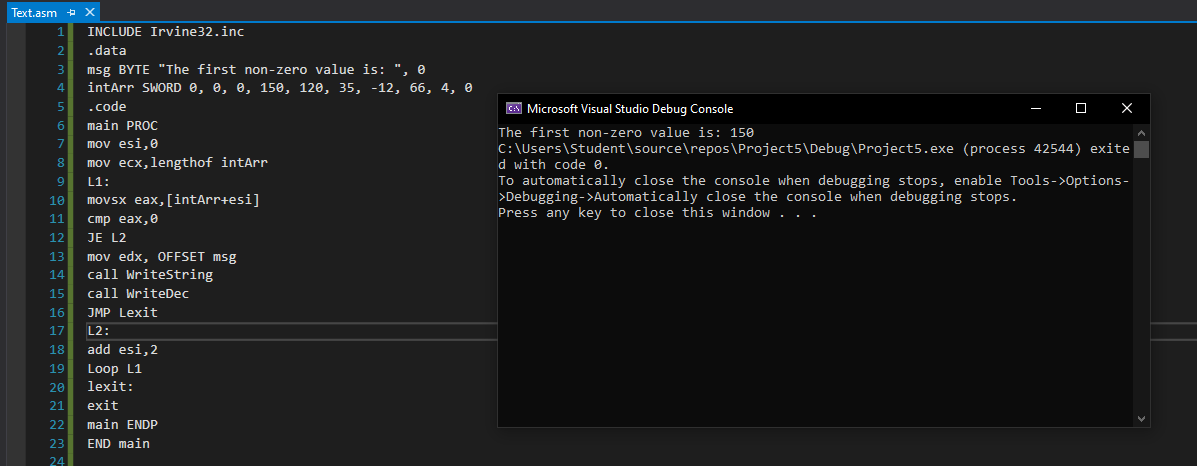 Text.asm
1 INCLUDE Irvine32.inc
2 .data
3 msg BYTE "The first non-zero value is: ", 0
4 intArr SWORD 0, 0, 0, 150, 120, 35, -12, 66, 4, 0
5 .code
6 main PROC
7 mov esi,0
8 mov ecx,lengthof intArr
9 L1:
10 movsx eax,[intArr+esi]
11 cmp eax,0
12 JE L2
13 mov edx, OFFSET msg
14 call WriteString
15 call WriteDec
16 JMP Lexit
17 L2:
18 add esi,2
19 Loop L1
20 lexit:
21 exit
22 main ENDP
23 END main
24
C:\ Microsoft Visual Studio Debug Console
The first non-zero value is: 150
C:\Users\Student\source\repos\Project5\Debug\Project5.exe (process 42544) exite
d with code 0.
To automatically close the console when debugging stops, enable Tools->Options-
>Debugging->Automatically close the console when debugging stops.
Press any key to close this window . . .